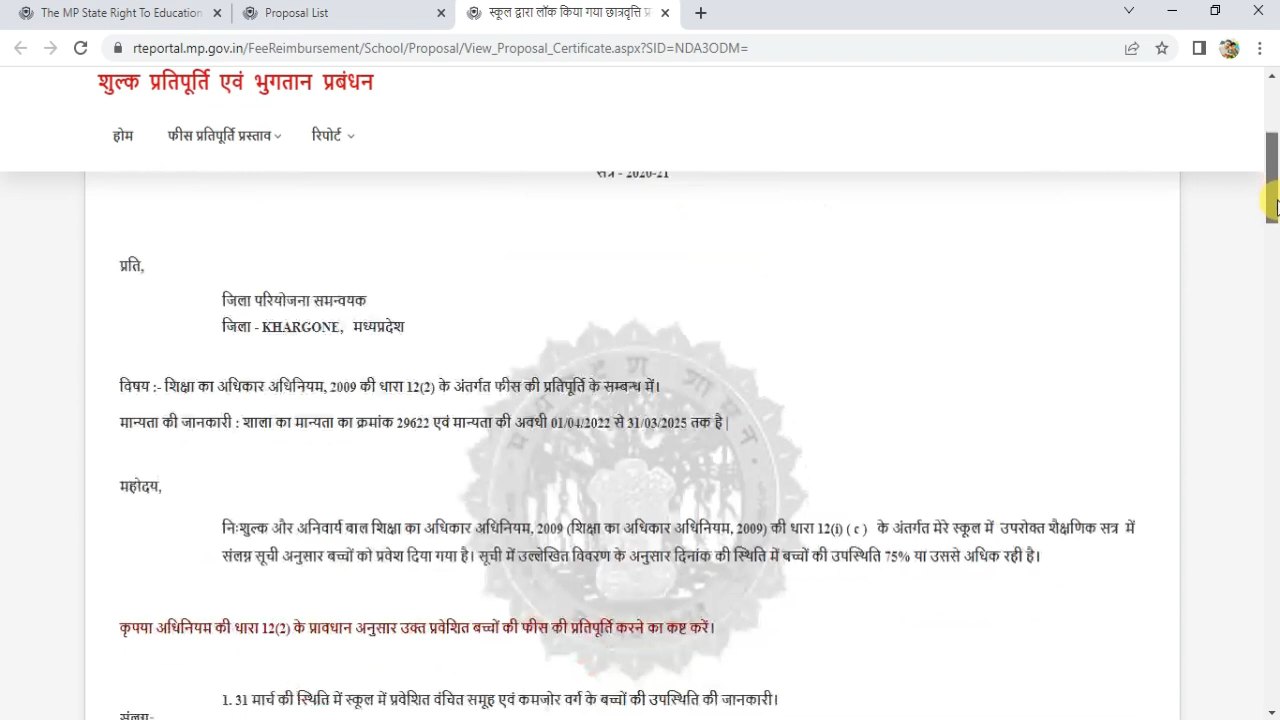 The MP State Right To Education
Proposal List
स्कूल द्वारा लॉक किया गया छात्रवृत्ति प्र
rteportal.mp.gov.in/FeeReimbursement/School/Proposal/View_Proposal_Certificate.aspx?SID=NDA3ODM=
शुल्क प्रतिपूर्ति एवं भुगतान प्रबंधन
होम
फीस प्रतिपूर्ति प्रस्ताव
रिपोर्ट
सत्र - 2020-21
प्रति,
जिला परियोजना समन्वयक
जिला - KHARGONE, मध्यप्रदेश
विषय :- शिक्षा का अधिकार अधिनियम, 2009 की धारा 12(2) के अंतर्गत फीस की प्रतिपूर्ति के सम्बन्ध में।
मान्यता की जानकारी : शाला का मान्यता का क्रमांक 29622 एवं मान्यता की अवधी 01/04/2022 से 31/03/2025 तक है |
महोदय,
निःशुल्क और अनिवार्य बाल शिक्षा का अधिकार अधिनियम, 2009 (शिक्षा का अधिकार अधिनियम, 2009) की धारा 12(i) ( c ) के अंतर्गत मेरे स्कूल में उपरोक्त शैक्षणिक सत्र में
संलग्न सूची अनुसार बच्चों को प्रवेश दिया गया है। सूची में उल्लेखित विवरण के अनुसार दिनांक की स्थिति में बच्चों की उपस्थिति 75% या उससे अधिक रही है।
कृपया अधिनियम की धारा 12(2) के प्रावधान अनुसार उक्त प्रवेशित बच्चों की फीस की प्रतिपूर्ति करने का कष्ट करें।
1. 31 मार्च की स्थिति में स्कूल में प्रवेशित वंचित समूह एवं कमजोर वर्ग के बच्चों की उपस्थिति की जानकारी।
संलग्न-